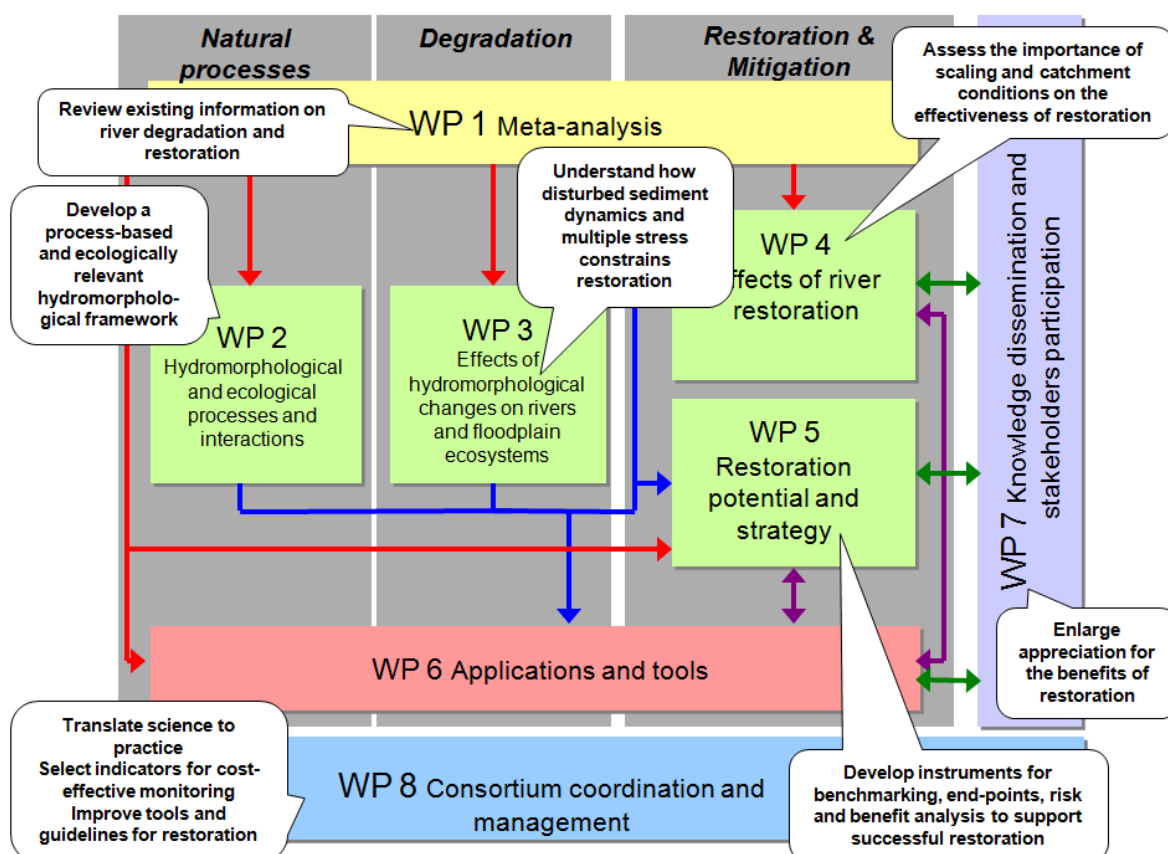 Natural
processes
Degradation
Restoration &
Mitigation
Assess the importance of
scaling and catchment
conditions on the
effectiveness of restoration
Review existing information on
river degradation and
restoration
WP 1 Meta-analysis
Develop a
process-based
and ecologically
relevant
hydromorpholo-
gical framework
Understand how
disturbed sediment
dynamics and
multiple stress
constrains
restoration
WP 4
ffects of river
restoration
WP 2
Hydromorphological
and ecological
processes and
interactions
WP 3
Effects of
hydromorphological
changes on rivers
and floodplain
ecosystems
WP 5
Restoration
potential and
strategy
WP 7 Knowledge dissemination and
stakeholders participation
WP 6 Applications and tools
Enlarge
appreciation for
the benefits of
restoration
Translate science to
practice
Select indicators for cost-
effective monitoring
Improve tools and
guidelines for restoration
WP 8 Consortium coordination and
management
Develop instruments for
benchmarking, end-points, risk
and benefit analysis to support
successful restoration